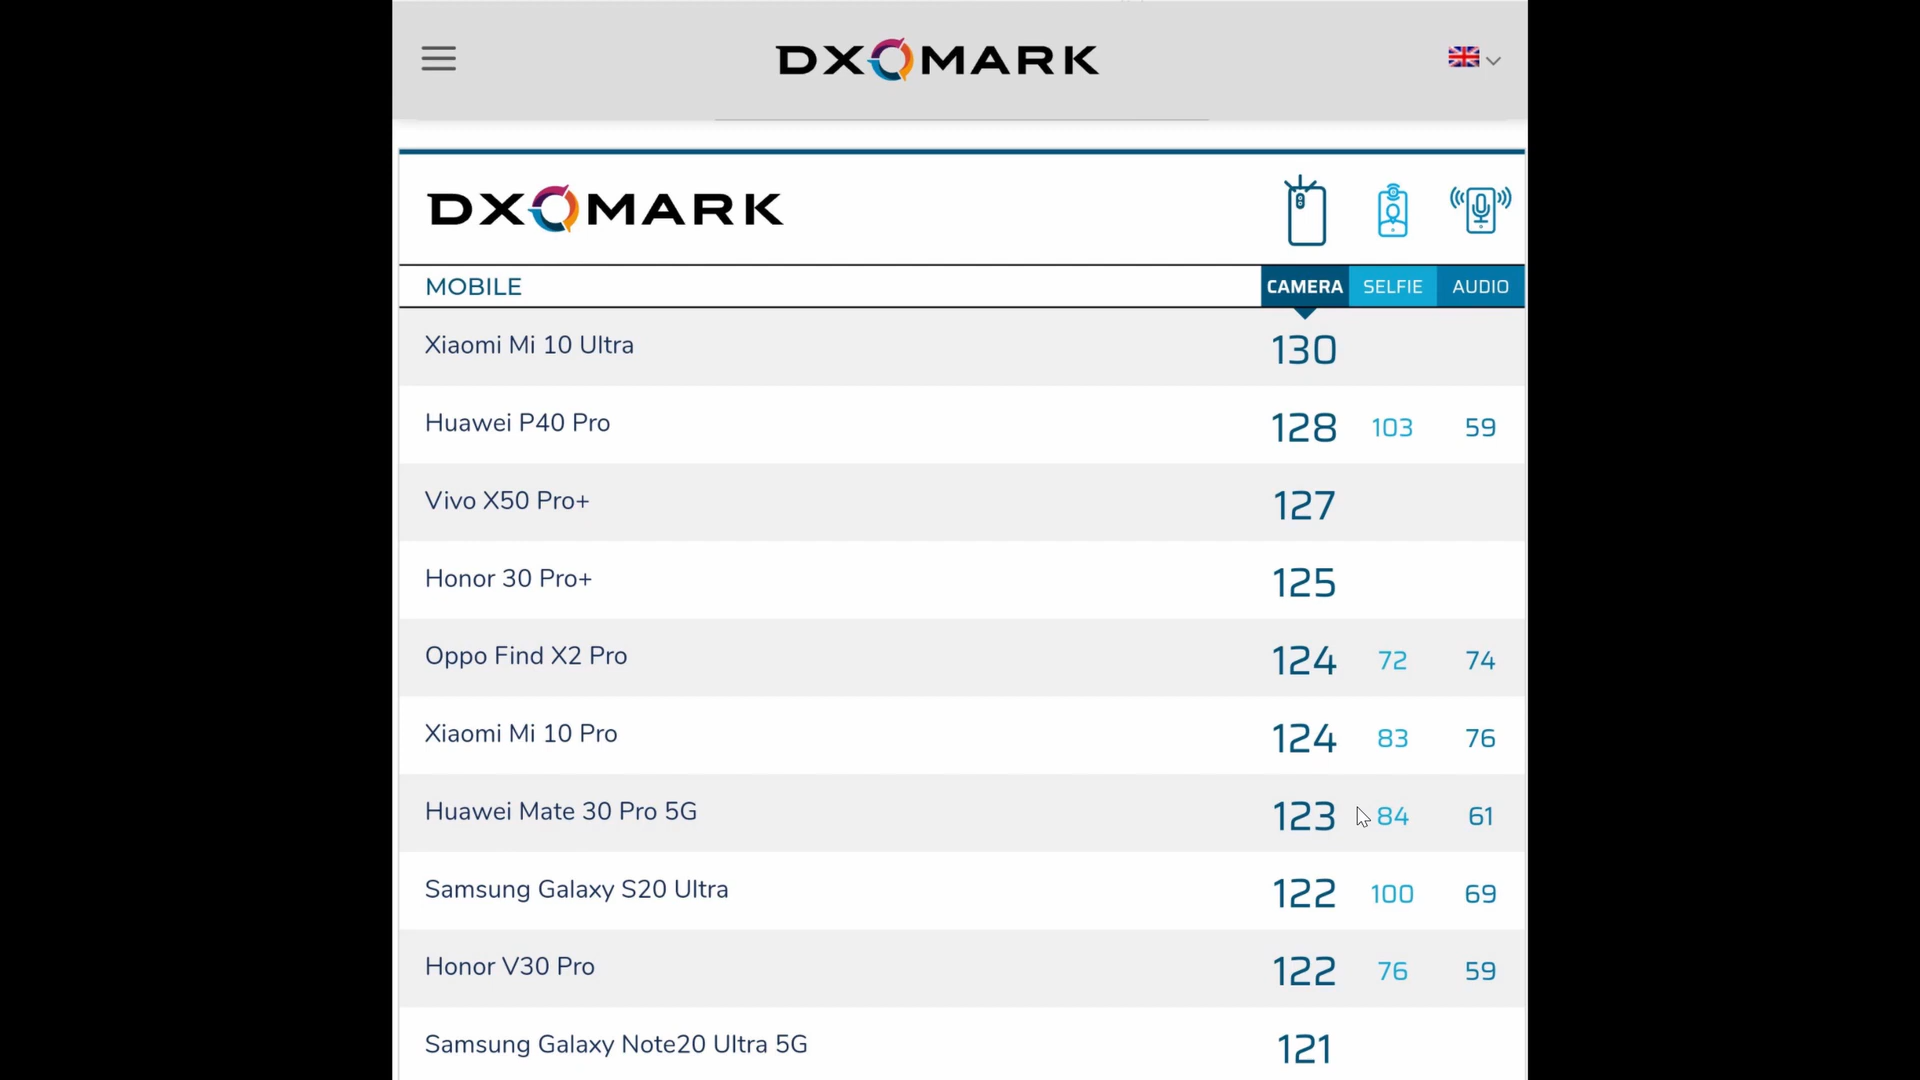 DXOMARK
DXOMARK
MOBILE CAMERA SELFIE AUDIO
Xiaomi Mi 10 Ultra 130
Huawei P40 Pro 128 103 59
Vivo X50 Pro+ 127
Honor 30 Pro+ 125
Oppo Find X2 Pro 124 72 74
Xiaomi Mi 10 Pro 124 83 76
Huawei Mate 30 Pro 5G 123 84 61
Samsung Galaxy S20 Ultra 122 100 69
Honor V30 Pro 122 76 59
Samsung Galaxy Note20 Ultra 5G 121